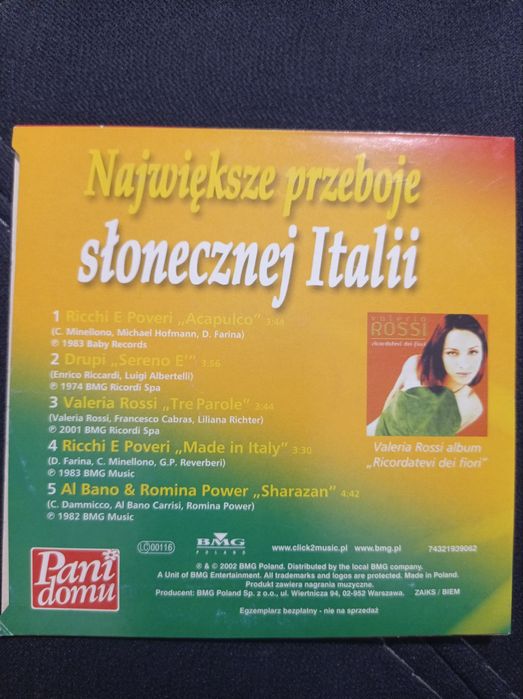 Największe przeboje
słonecznej Italii
1 Ricchi E Poveri „Acapulco" 3:44
(C. Minellono, Michael Hofmann, D. Farina)
℗ 1983 Baby Records
2 Drupi „Sereno E'" 3:56
(Enrico Riccardi, Luigi Albertelli)
℗ 1974 BMG Ricordi Spa
3 Valeria Rossi „Tre Parole" 3:44
(Valeria Rossi, Francesco Cabras, Liliana Richter)
℗ 2001 BMG Ricordi Spa
4 Ricchi E Poveri „Made in Italy" 3:30
(D. Farina, C. Minellono, G.P. Reverberi)
℗ 1983 BMG Music
5 Al Bano & Romina Power „Sharazan" 4:42
(C. Dammicco, Al Bano Carrisi, Romina Power)
℗ 1982 BMG Music
valeria
ROSSI
ricordatevi dei fiori
Valeria Rossi album
„Ricordatevi dei fiori"
Pani
domu
LC 00116
BMG
POLAND
www.click2music.pl www.bmg.pl
74321939062
℗ & © 2002 BMG Poland. Distributed by the local BMG company.
A Unit of BMG Entertainment. All trademarks and logos are protected. Made in Poland.
Produkt zawiera nagrania muzyczne.
Producent: BMG Poland Sp. z o.o., ul. Wiertnicza 94, 02-952 Warszawa. ZAIKS / BIEM
Egzemplarz bezpłatny - nie na sprzedaż